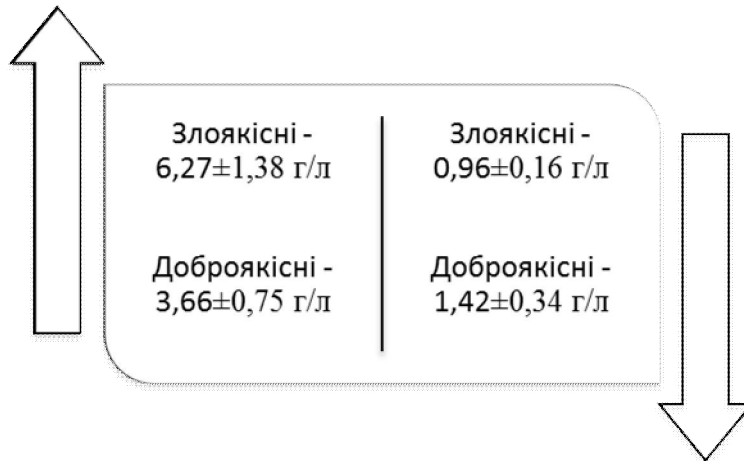 Злоякісні -
6,27±1,38 г/л
Доброякісні -
3,66±0,75 г/л
Злоякісні -
0,96±0,16 г/л
Доброякісні -
1,42±0,34 г/л